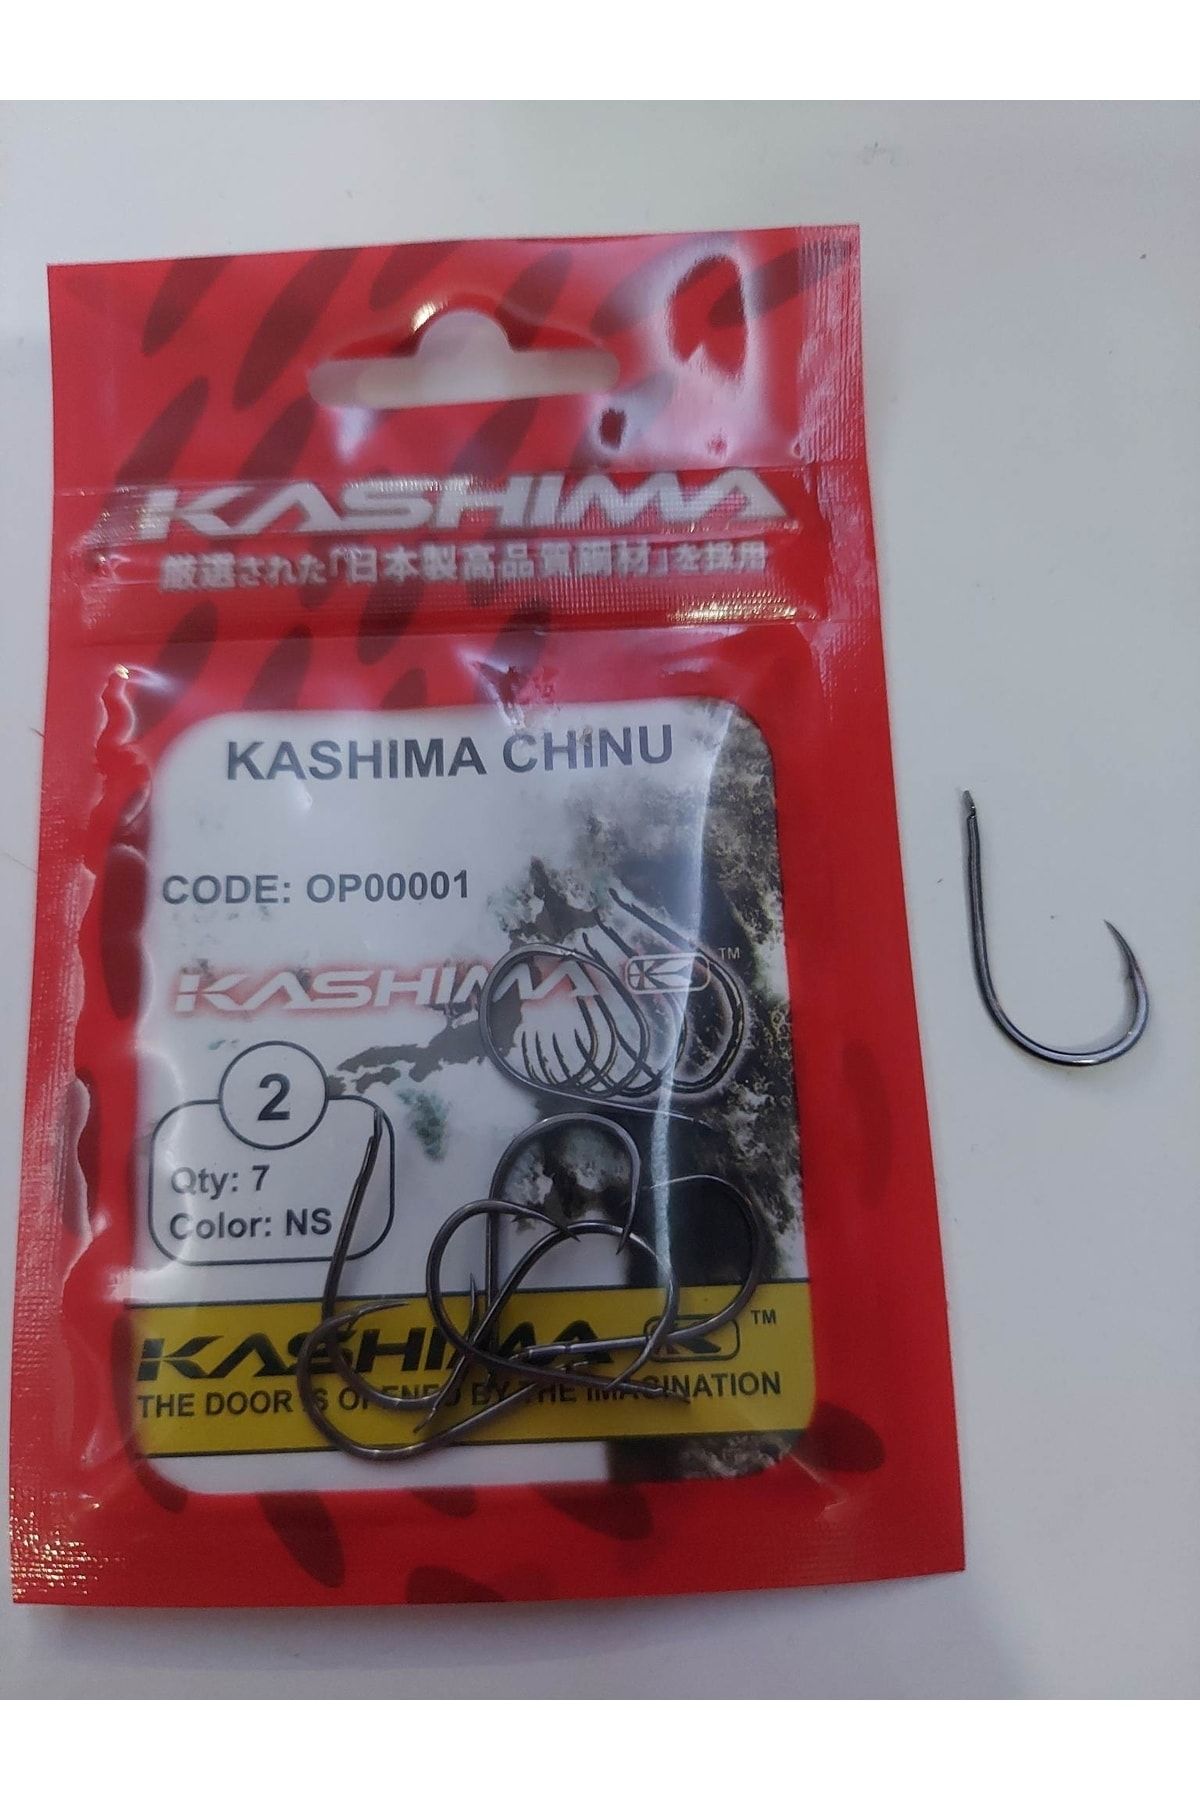 KASHIMA
厳選された「日本製高品質鋼材」を採用
KASHIMA CHINU
CODE: OP00001
KASHIMA K ™
2
Qty: 7
Color: NS
KASHIMA K ™
THE DOOR IS OPENED BY THE IMAGINATION